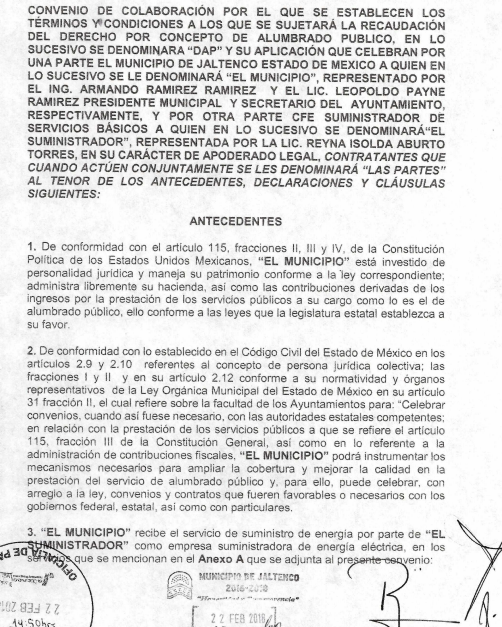 CONVENIO DE COLABORACIÓN POR EL QUE SE ESTABLECEN LOS
TÉRMINOS Y CONDICIONES A LOS QUE SE SUJETARÁ LA RECAUDACIÓN
DEL DERECHO POR CONCEPTO DE ALUMBRADO PUBLICO, EN LO
SUCESIVO SE DENOMINARA "DAP" Y SU APLICACIÓN QUE CELEBRAN POR
UNA PARTE EL MUNICIPIO DE JALTENCO ESTADO DE MEXICO A QUIEN EN
LO SUCESIVO SE LE DENOMINARÁ "EL MUNICIPIO", REPRESENTADO POR
EL ING. ARMANDO RAMIREZ RAMIREZ Y EL LIC. LEOPOLDO PAYNE
RAMIREZ PRESIDENTE MUNICIPAL Y SECRETARIO DEL AYUNTAMIENTO,
RESPECTIVAMENTE, Y POR OTRA PARTE CFE SUMINISTRADOR DE
SERVICIOS BÁSICOS A QUIEN EN LO SUCESIVO SE DENOMINARÁ"EL
SUMINISTRADOR", REPRESENTADA POR LA LIC. REYNA ISOLDA ABURTO
TORRES, EN SU CARÁCTER DE APODERADO LEGAL, CONTRATANTES QUE
CUANDO ACTÚEN CONJUNTAMENTE SE LES DENOMINARÁ "LAS PARTES"
AL TENOR DE LOS ANTECEDENTES, DECLARACIONES Y CLÁUSULAS
SIGUIENTES:
ANTECEDENTES
1. De conformidad con el artículo 115, fracciones II, III y IV, de la Constitución
Política de los Estados Unidos Mexicanos, "EL MUNICIPIO" está investido de
personalidad jurídica y maneja su patrimonio conforme a la ley correspondiente;
administra libremente su hacienda, así como las contribuciones derivadas de los
ingresos por la prestación de los servicios públicos a su cargo como lo es el de
alumbrado público, ello conforme a las leyes que la legislatura estatal establezca a
su favor.
2. De conformidad con lo establecido en el Código Civil del Estado de México en los
artículos 2.9 y 2.10 referentes al concepto de persona jurídica colectiva; las
fracciones I y II y en su artículo 2.12 conforme a su normatividad y órganos
representativos de la Ley Orgánica Municipal del Estado de México en su artículo
31 fracción II, el cual refiere sobre la facultad de los Ayuntamientos para: "Celebrar
convenios, cuando así fuese necesario, con las autoridades estatales competentes;
en relación con la prestación de los servicios públicos a que se refiere el artículo
115, fracción III de la Constitución General, así como en lo referente a la
administración de contribuciones fiscales, "EL MUNICIPIO" podrá instrumentar los
mecanismos necesarios para ampliar la cobertura y mejorar la calidad en la
prestación del servicio de alumbrado público y, para ello, puede celebrar, con
arreglo a la ley, convenios y contratos que fueren favorables o necesarios con los
gobiernos federal, estatal, así como con particulares.
3. "EL MUNICIPIO" recibe el servicio de suministro de energía por parte de "EL
SUMINISTRADOR" como empresa suministradora de energía eléctrica, en los
servicios que se mencionan en el Anexo A que se adjunta al presente convenio:
OFICIALIA DE PA
22 FEB 201
14:50
MUNICIPIO DE JALTENCO
2016-2018
22 FEB 2018